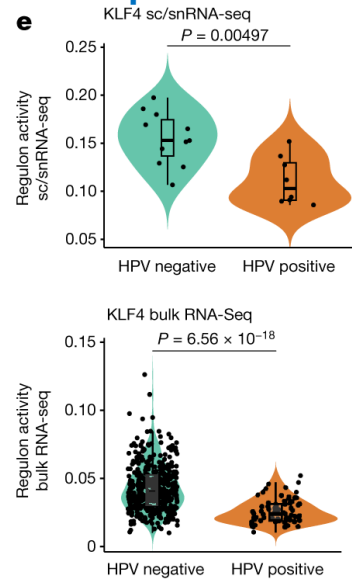 e
KLF4 sc/snRNA-seq
P = 0.00497
0.25
0.20
0.15
0.10
0.05
Regulon activity
sc/snRNA-seq
HPV negative
HPV positive
KLF4 bulk RNA-Seq
P = 6.56 × 10⁻¹⁸
0.15
0.10
0.05
0
Regulon activity
bulk RNA-seq
HPV negative
HPV positive